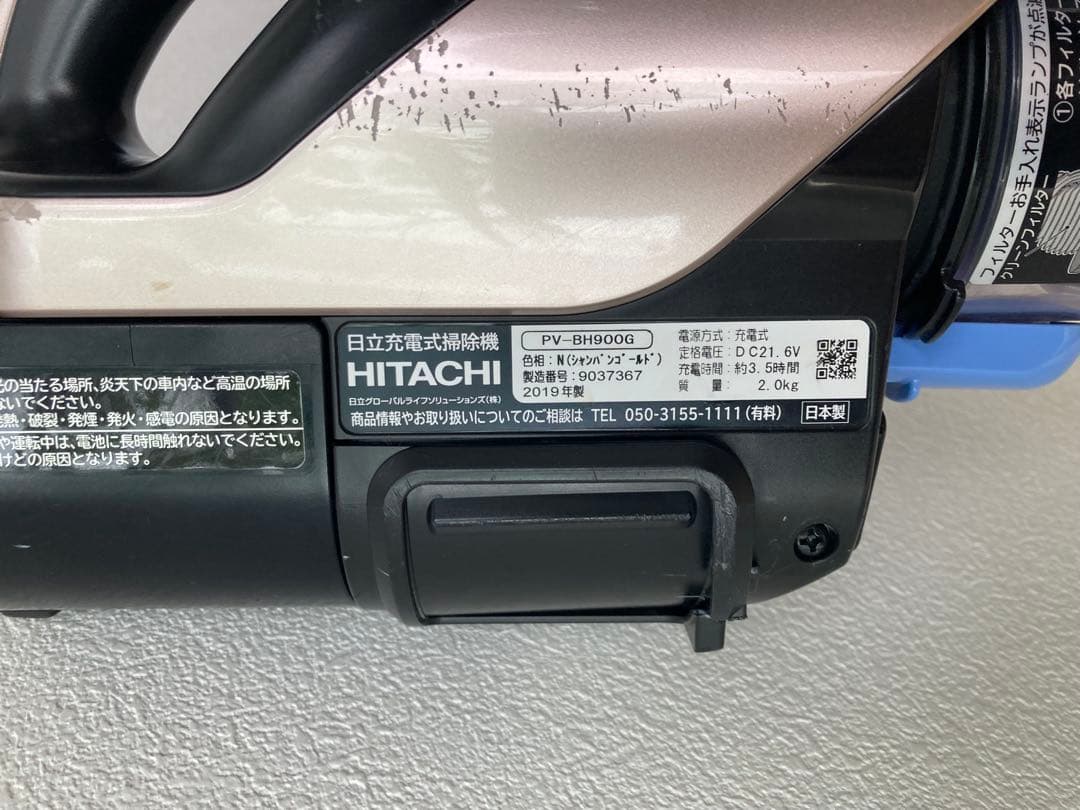 フィルターお手入れ表示ランプが点
①各フィルター
クリーンフィルター
日立充電式掃除機
HITACHI
日立グローバルライフソリューションズ(株)
PV-BH900G
色相:N(シャンパンゴールド)
製造番号:9037367
2019年製
電源方式:充電式
定格電圧:DC21.6V
充電時間:約3.5時間
質量:2.0kg
商品情報やお取り扱いについてのご相談は TEL 050-3155-1111(有料)
日本製
の当たる場所、炎天下の車内など高温の場所
ないでください。
発熱・破裂・発煙・発火・感電の原因となります。
や運転中は、電池に長時間触れないでください。
けどの原因となります。